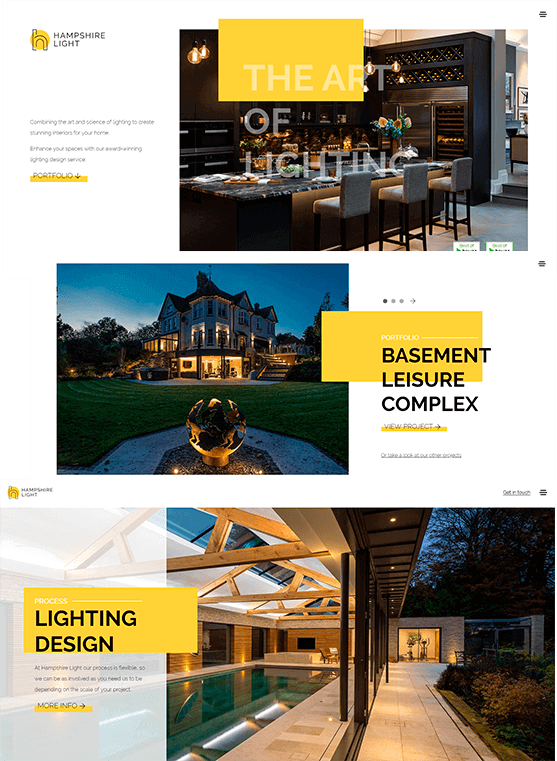 HAMPSHIRE
LIGHT
THE ART
OF
LIGHTING
Combining the art and science of lighting to create
stunning interiors for your home.
Enhance your spaces with our award-winning
lighting design service
PORTFOLIO
PORTFOLIO
BASEMENT
LEISURE
COMPLEX
VIEW PROJECT
Or take a look at our other projects
HAMPSHIRE
LIGHT
Get in touch
PROCESS
LIGHTING
DESIGN
At Hampshire Light our process is flexible, so
we can be as involved as you need us to be
depending on the scale of your project.
MORE INFO